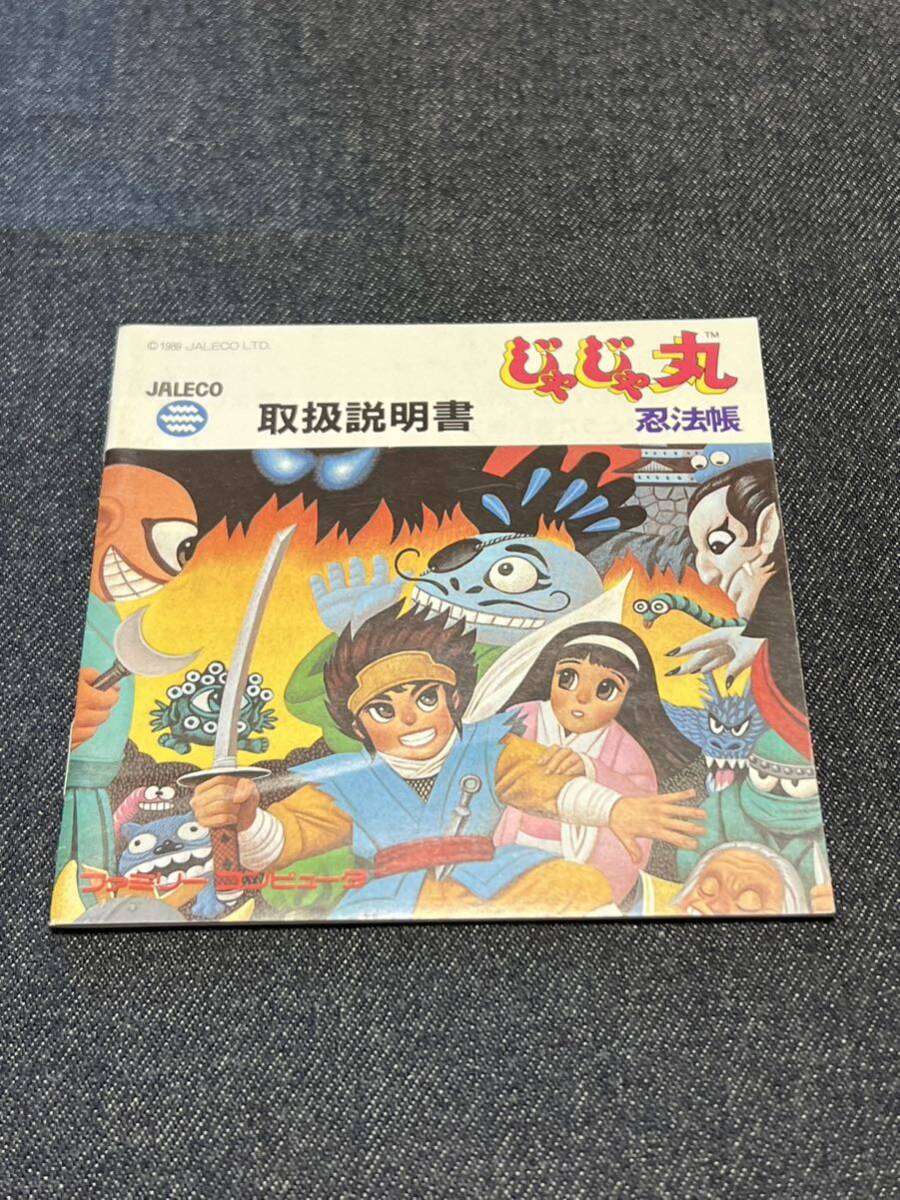 ©1989 JALECO LTD.
じゃじゃ丸™
JALECO
取扱説明書
忍法帳
ファミリーコンピュータ